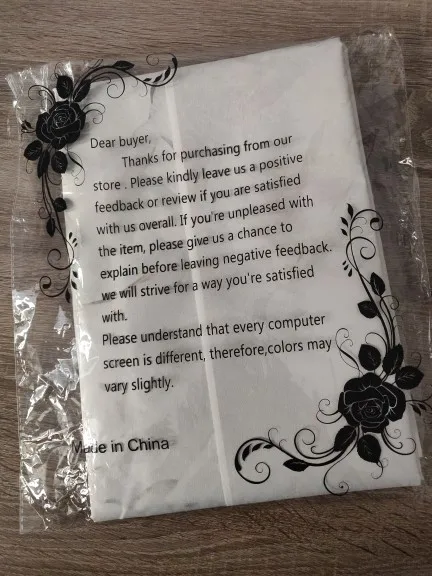 Dear buyer,
Thanks for purchasing from our
store . Please kindly leave us a positive
feedback or review if you are satisfied
with us overall. If you're unpleased with
the item, please give us a chance to
explain before leaving negative feedback.
we will strive for a way you're satisfied
with.
Please understand that every computer
screen is different, therefore,colors may
vary slightly.
Made in China